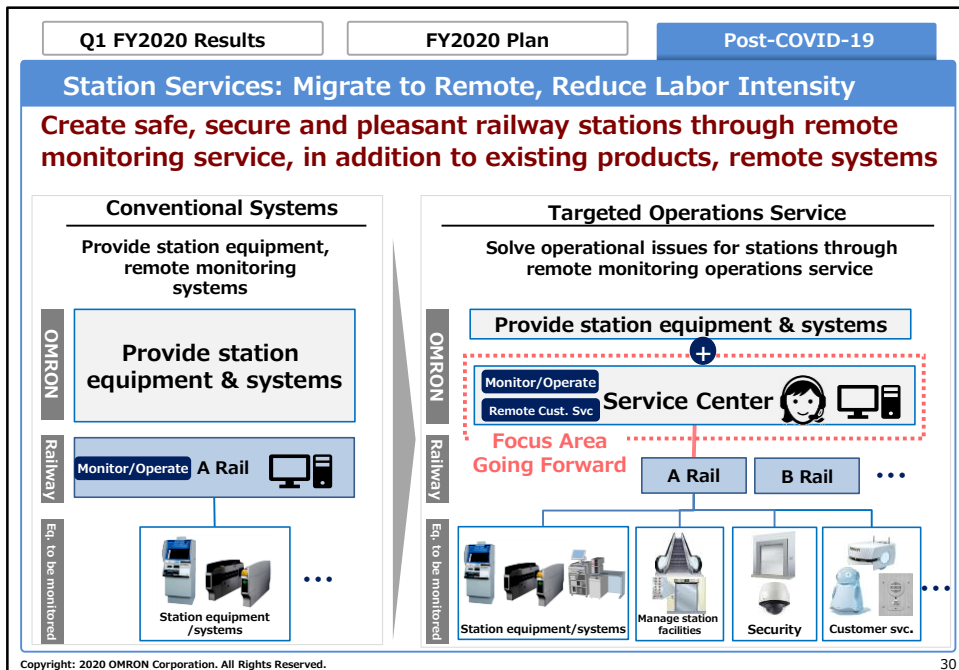 Q1 FY2020 Results
FY2020 Plan
Post-COVID-19
Station Services: Migrate to Remote, Reduce Labor Intensity
Create safe, secure and pleasant railway stations through remote
monitoring service, in addition to existing products, remote systems
Conventional Systems
Provide station equipment,
remote monitoring
systems
OMRON
Provide station
equipment & systems
Railway
Monitor/Operate
A Rail
Eq. to be monitored
Station equipment
/systems
•••
Targeted Operations Service
Solve operational issues for stations through
remote monitoring operations service
OMRON
Provide station equipment & systems
+
Monitor/Operate
Remote Cust. Svc
Service Center
Focus Area
Going Forward
Railway
A Rail
B Rail
•••
Eq. to be monitored
Station equipment/systems
Manage station
facilities
Security
Customer svc.
•••
Copyright: 2020 OMRON Corporation. All Rights Reserved.
30